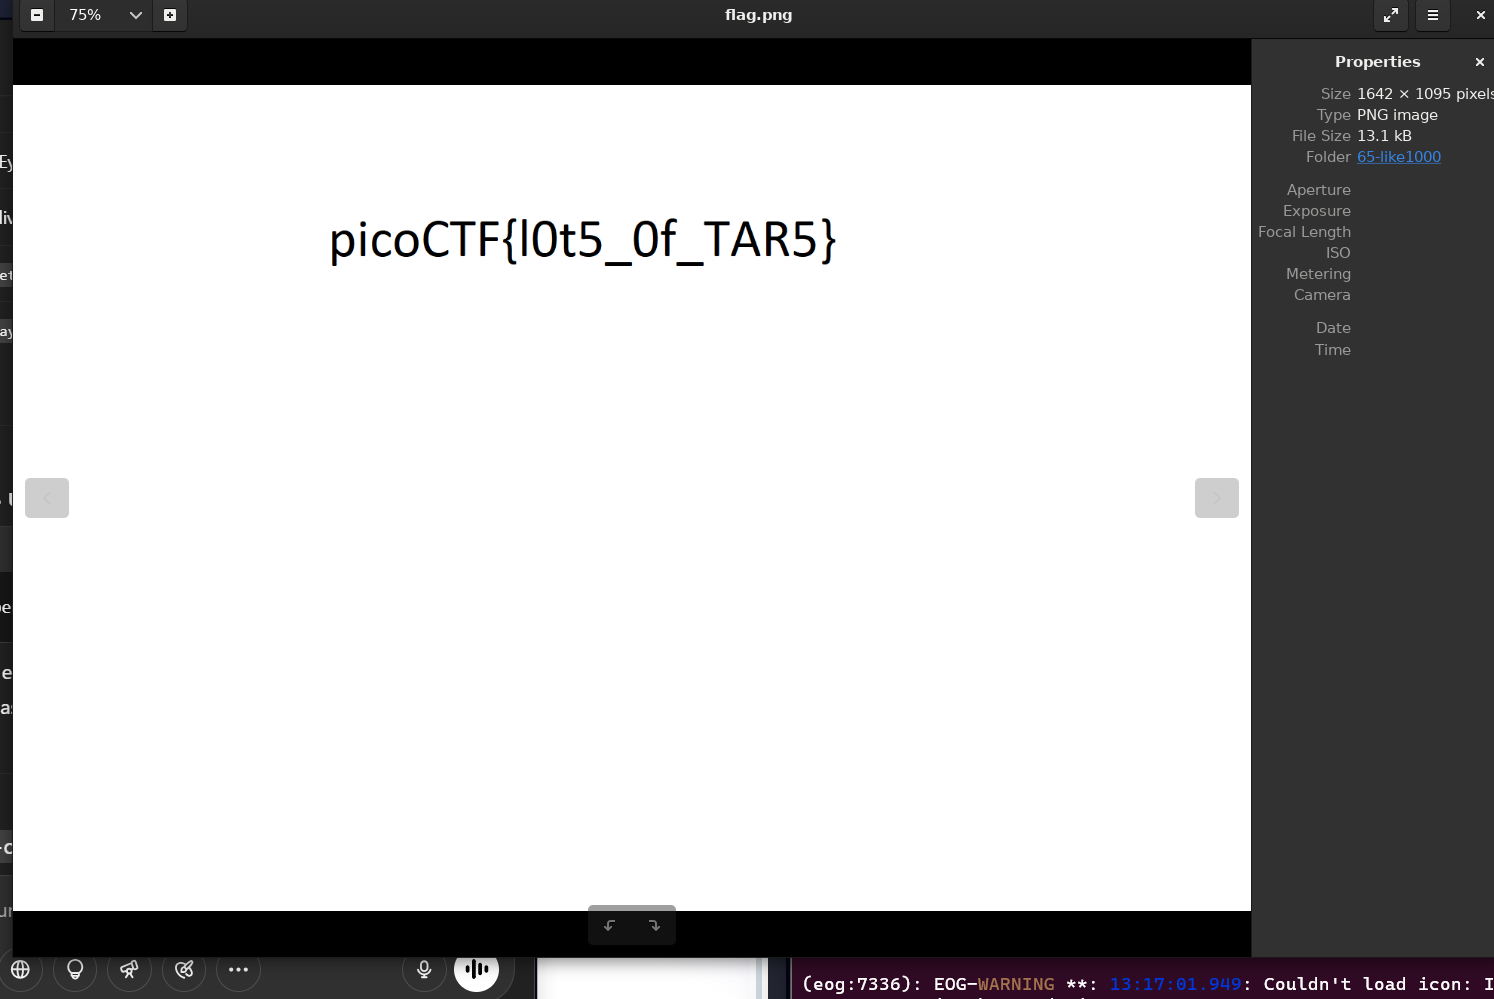 75%
flag.png
Properties
Size 1642 × 1095 pixels
Type PNG image
File Size 13.1 kB
Folder 65-like1000
Aperture
Exposure
Focal Length
ISO
Metering
Camera
Date
Time
picoCTF{l0t5_0f_TAR5}
(eog:7336): EOG-WARNING **: 13:17:01.949: Couldn't load icon: I